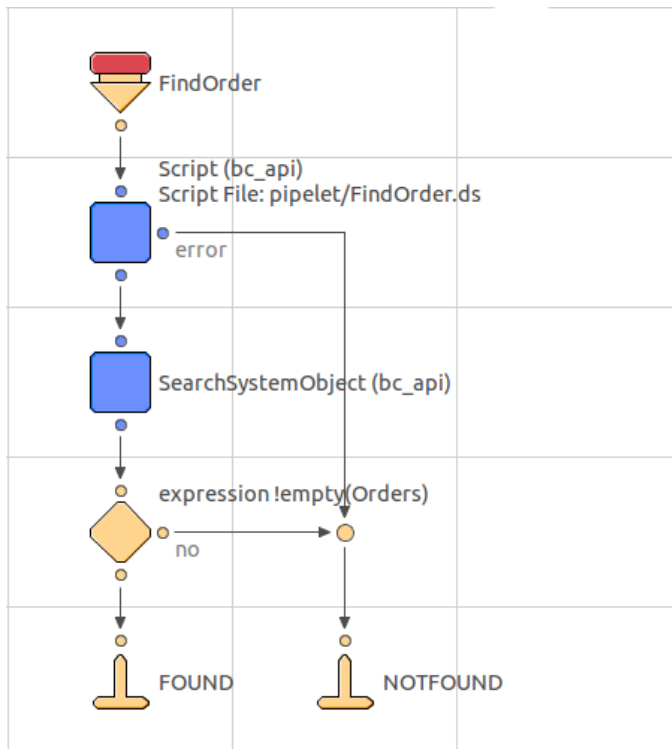 FindOrder
Script (bc_api)
Script File: pipelet/FindOrder.ds
error
SearchSystemObject (bc_api)
expression !empty(Orders)
no
FOUND
NOTFOUND